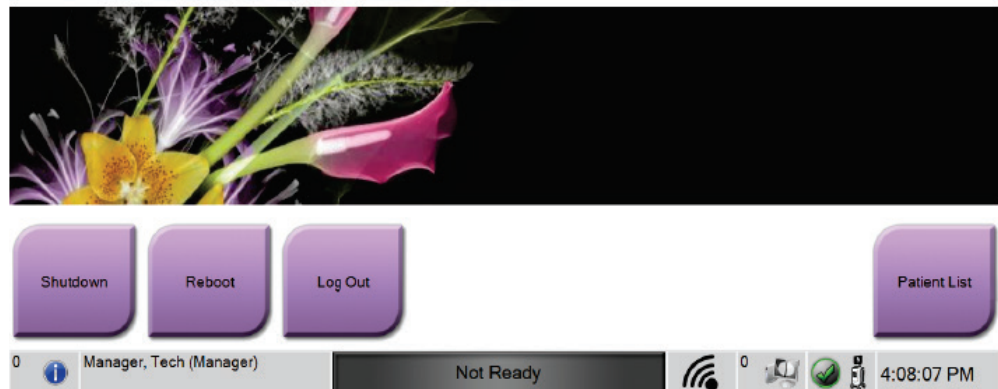 Shutdown
Reboot
Log Out
Patient List
0
Manager, Tech (Manager)
Not Ready
0
4:08:07 PM